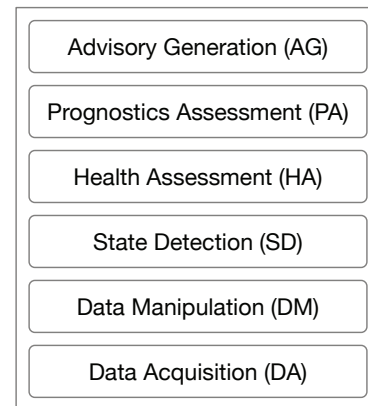 Advisory Generation (AG)
Prognostics Assessment (PA)
Health Assessment (HA)
State Detection (SD)
Data Manipulation (DM)
Data Acquisition (DA)